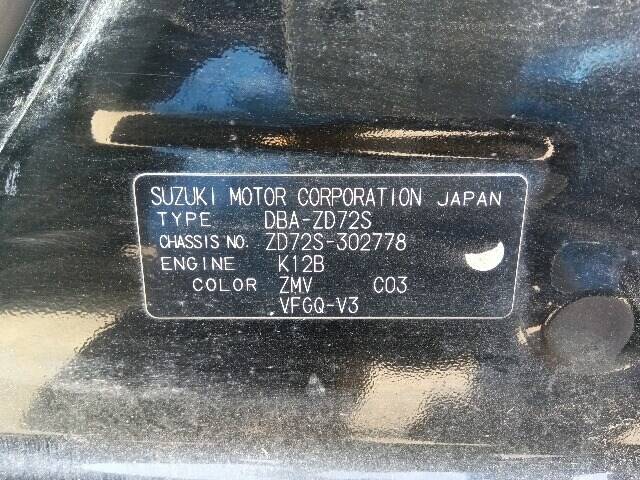 SUZUKI MOTOR CORPORATION JAPAN
TYPE DBA-ZD72S
CHASSIS NO. ZD72S-302778
ENGINE K12B
COLOR ZMV C03
VFGQ-V3